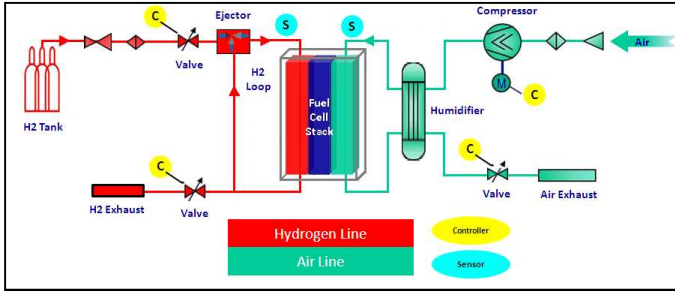 Ejector
Compressor
C
S
S
Air
Valve
H2
Loop
M
C
H2 Tank
Fuel
Cell
Stack
Humidifier
C
C
H2 Exhaust
Valve
Valve
Air Exhaust
Hydrogen Line
Controller
Air Line
Sensor